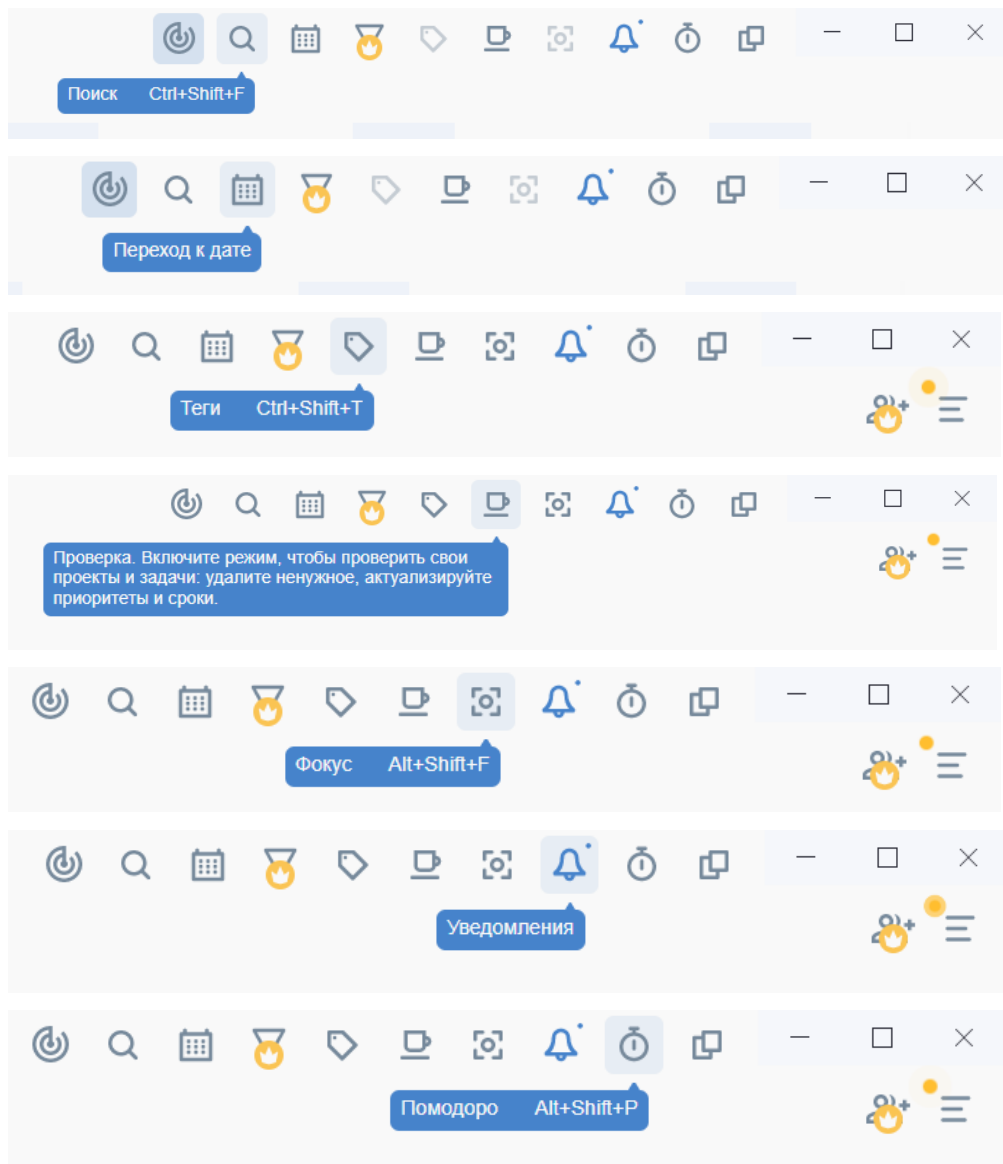 Поиск Ctrl+Shift+F
Переход к дате
Теги Ctrl+Shift+T
Проверка. Включите режим, чтобы проверить свои
проекты и задачи: удалите ненужное, актуализируйте
приоритеты и сроки.
Фокус Alt+Shift+F
Уведомления
Помодоро Alt+Shift+P